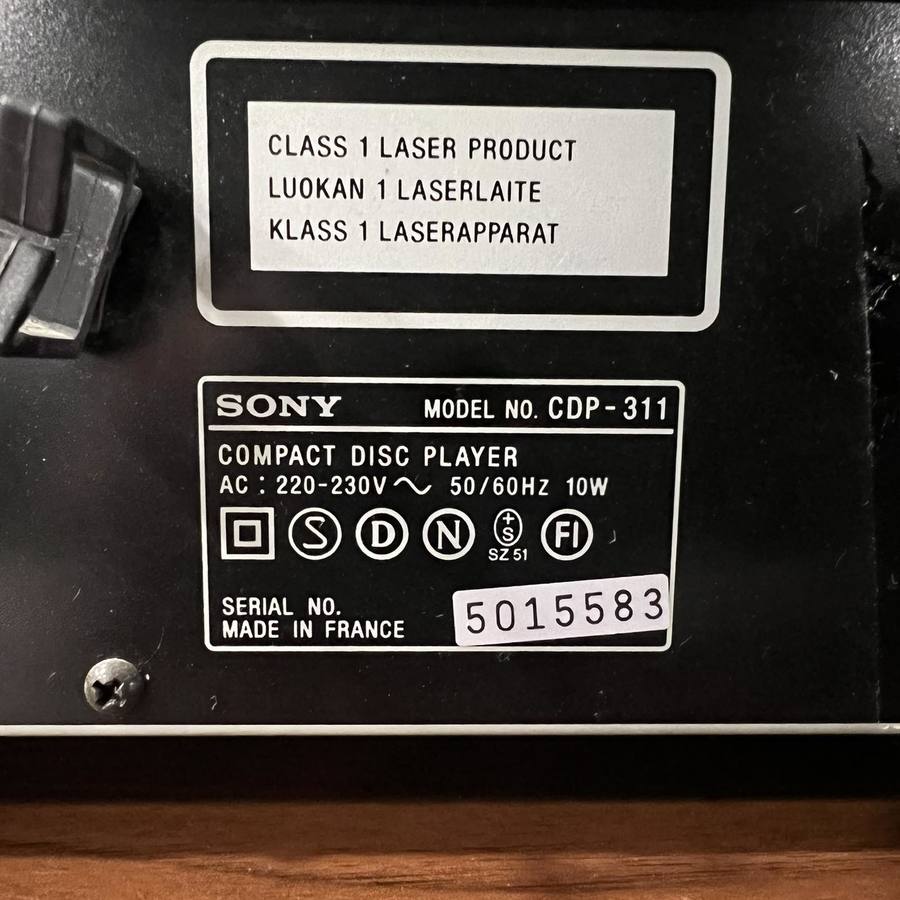 CLASS 1 LASER PRODUCT
LUOKAN 1 LASERLAITE
KLASS 1 LASERAPPARAT
SONY MODEL NO. CDP-311
COMPACT DISC PLAYER
AC : 220-230V ~ 50/60Hz 10W
S D N +S FI
SZ 51
SERIAL NO. 5015583
MADE IN FRANCE